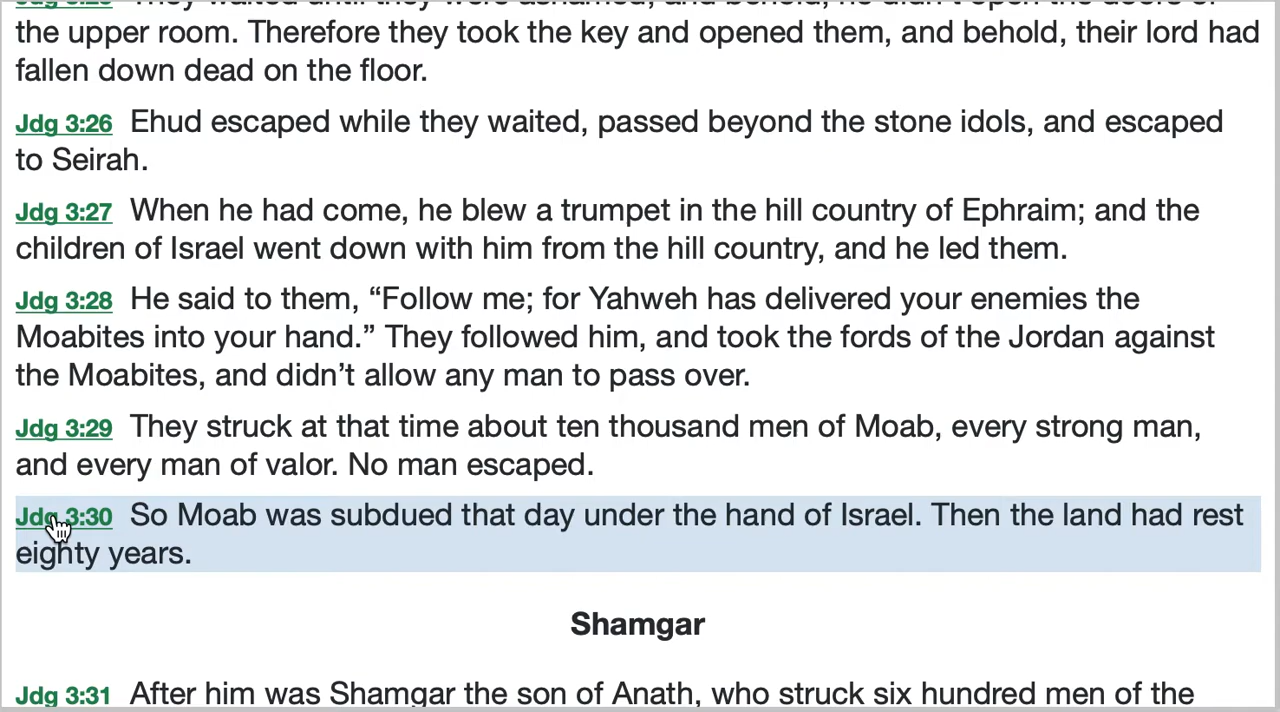 the upper room. Therefore they took the key and opened them, and behold, their lord had
fallen down dead on the floor.
Jdg 3:26 Ehud escaped while they waited, passed beyond the stone idols, and escaped
to Seirah.
Jdg 3:27 When he had come, he blew a trumpet in the hill country of Ephraim; and the
children of Israel went down with him from the hill country, and he led them.
Jdg 3:28 He said to them, “Follow me; for Yahweh has delivered your enemies the
Moabites into your hand.” They followed him, and took the fords of the Jordan against
the Moabites, and didn’t allow any man to pass over.
Jdg 3:29 They struck at that time about ten thousand men of Moab, every strong man,
and every man of valor. No man escaped.
Jdg 3:30 So Moab was subdued that day under the hand of Israel. Then the land had rest
eighty years.
Shamgar
Jdg 3:31 After him was Shamgar the son of Anath, who struck six hundred men of the